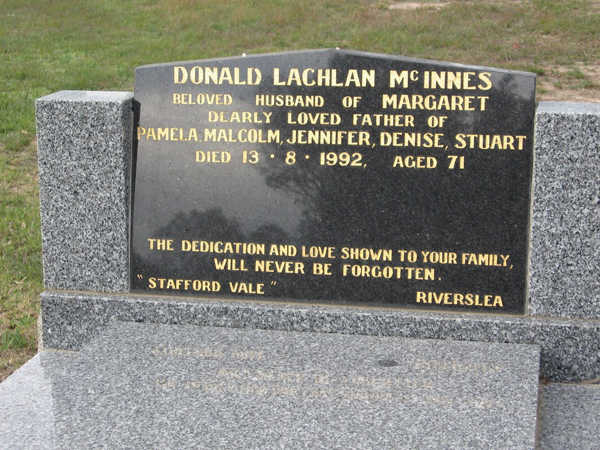 DONALD LACHLAN McINNES
BELOVED HUSBAND OF MARGARET
DEARLY LOVED FATHER OF
PAMELA, MALCOLM, JENNIFER, DENISE, STUART
DIED 13 · 8 · 1992, AGED 71
THE DEDICATION AND LOVE SHOWN TO YOUR FAMILY,
WILL NEVER BE FORGOTTEN.
"STAFFORD VALE" RIVERSLEA